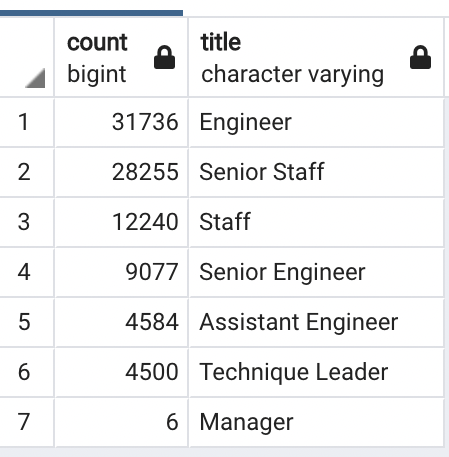 count title
bigint character varying
1 31736 Engineer
2 28255 Senior Staff
3 12240 Staff
4 9077 Senior Engineer
5 4584 Assistant Engineer
6 4500 Technique Leader
7 6 Manager